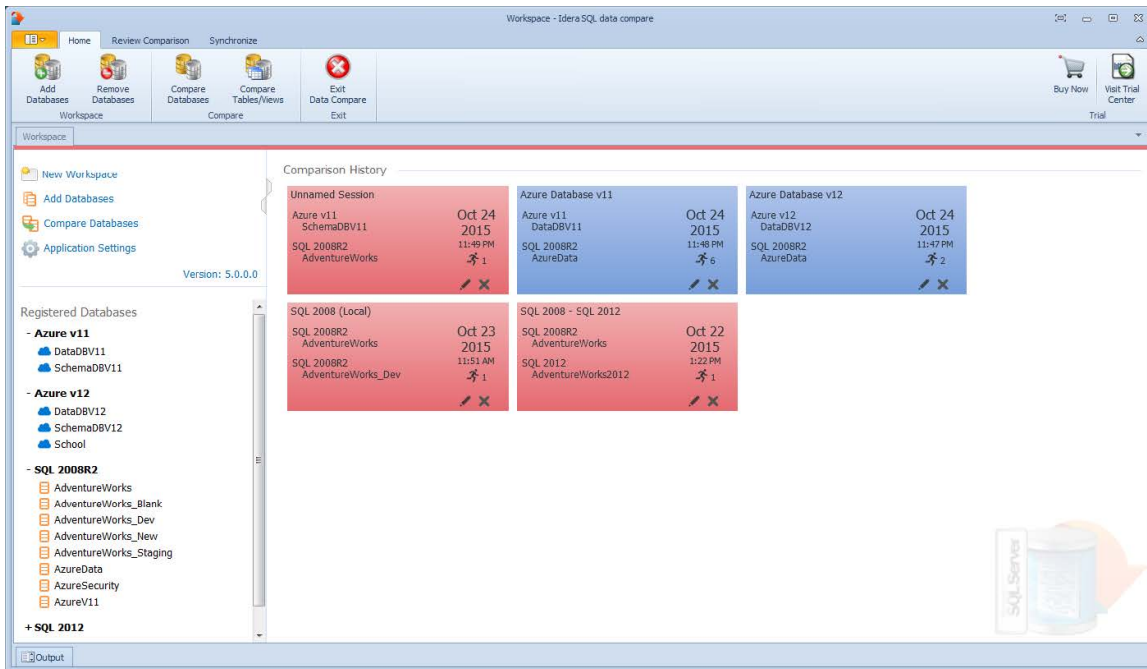 Workspace - Idera SQL data compare
Home Review Comparison Synchronize
Add Databases
Remove Databases
Compare Databases
Compare Tables/Views
Exit Data Compare
Buy Now
Visit Trial Center
Workspace
Compare
Exit
Trial
Workspace
New Workspace
Add Databases
Compare Databases
Application Settings
Version: 5.0.0.0
Registered Databases
- Azure v11
DataDBV11
SchemaDBV11
- Azure v12
DataDBV12
SchemaDBV12
School
- SQL 2008R2
AdventureWorks
AdventureWorks_Blank
AdventureWorks_Dev
AdventureWorks_New
AdventureWorks_Staging
AzureData
AzureSecurity
AzureV11
+ SQL 2012
Comparison History
Unnamed Session
Azure v11
SchemaDBV11
SQL 2008R2
AdventureWorks
Oct 24
2015
11:49 PM
1
Azure Database v11
Azure v11
DataDBV11
SQL 2008R2
AzureData
Oct 24
2015
11:48 PM
6
Azure Database v12
Azure v12
DataDBV12
SQL 2008R2
AzureData
Oct 24
2015
11:47 PM
2
SQL 2008 (Local)
SQL 2008R2
AdventureWorks
SQL 2008R2
AdventureWorks_Dev
Oct 23
2015
11:51 AM
1
SQL 2008 - SQL 2012
SQL 2008R2
AdventureWorks
SQL 2012
AdventureWorks2012
Oct 22
2015
1:22 PM
1
SQLServer
Output